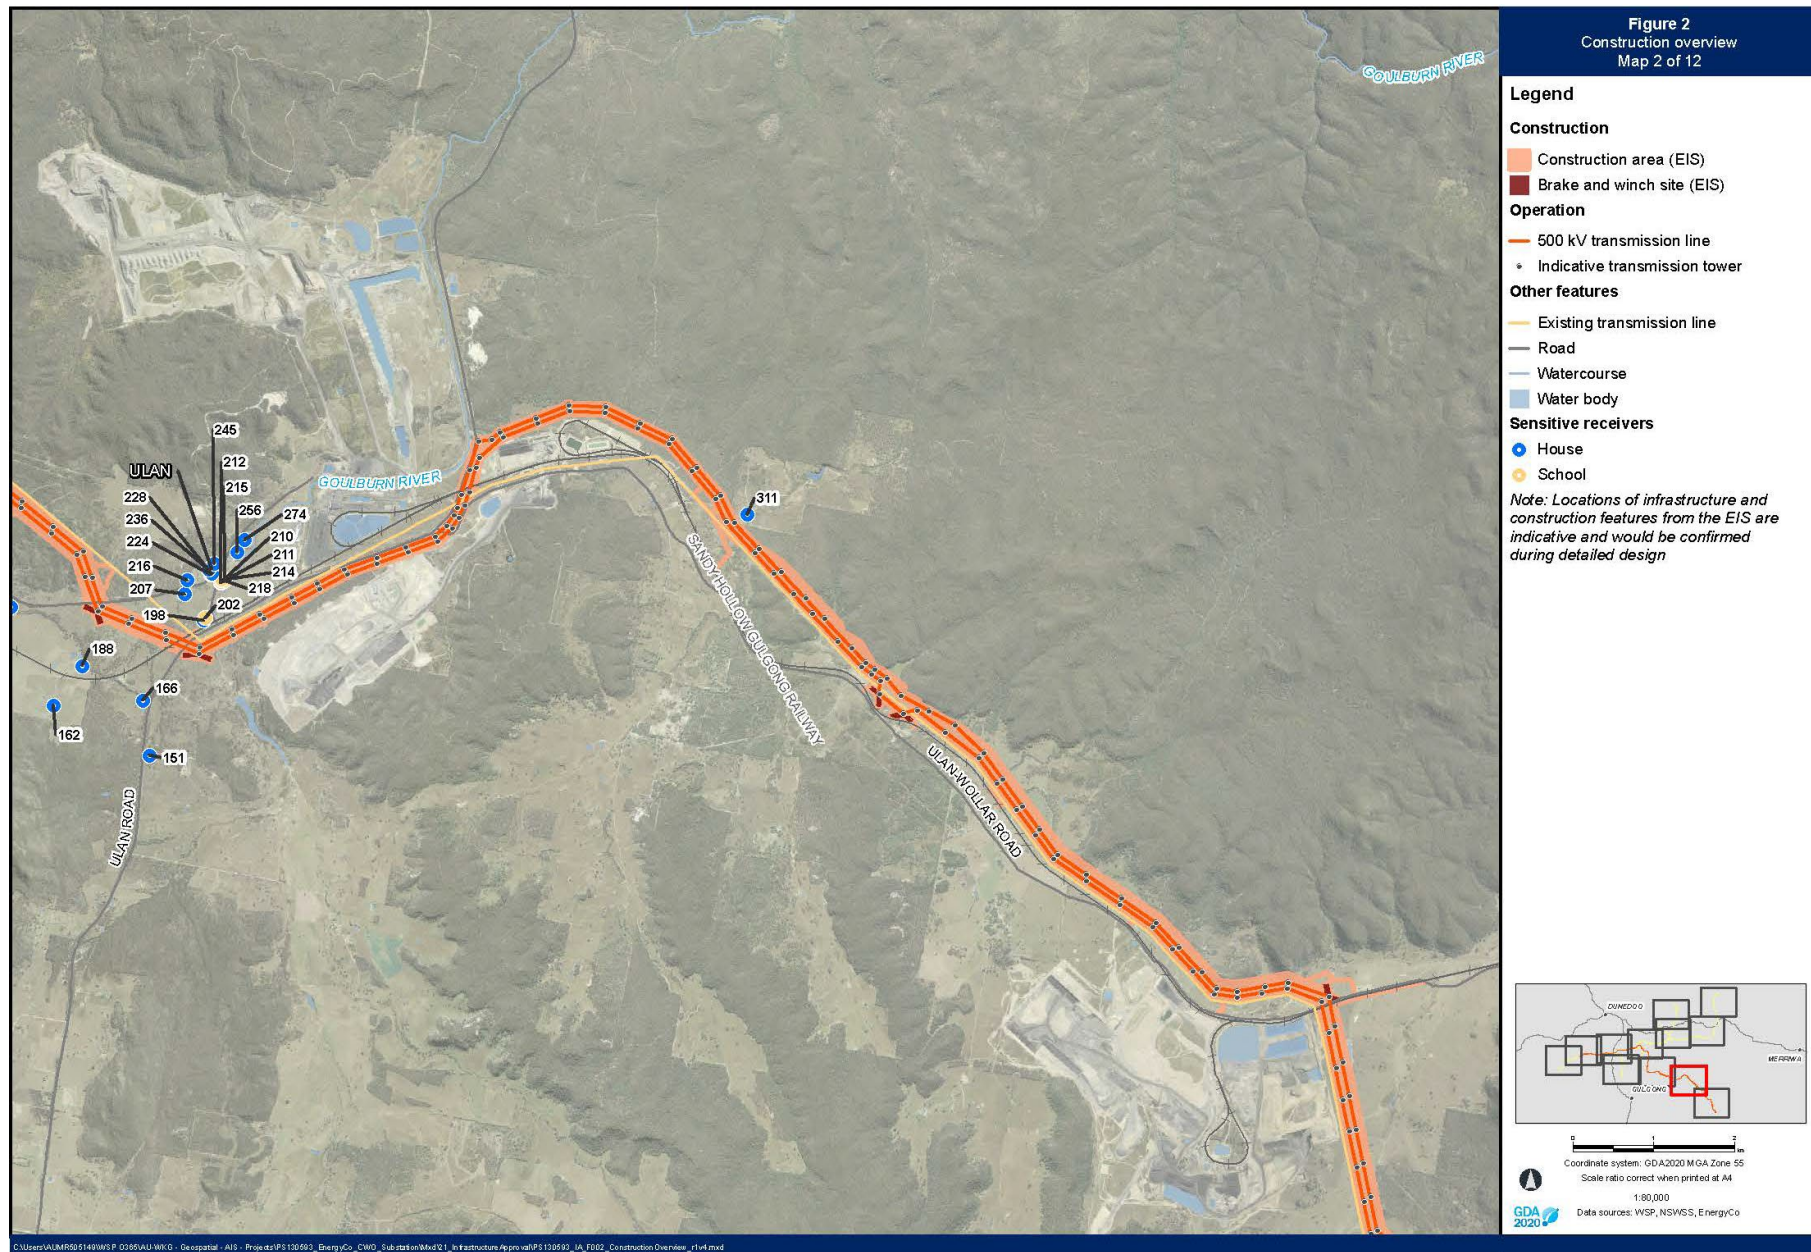 Figure 2
Construction overview
Map 2 of 12
GOULBURN RIVER
Legend
Construction
Construction area (EIS)
Brake and winch site (EIS)
Operation
500 kV transmission line
Indicative transmission tower
Other features
Existing transmission line
Road
Watercourse
Water body
Sensitive receivers
House
School
Note: Locations of infrastructure and
construction features from the EIS are
indicative and would be confirmed
during detailed design
245
212
ULAN
215
GOULBURN RIVER
228
256
274
236
210
224
211
216
214
207
218
202
198
188
166
162
151
311
SANDY HOLLOW GULGONG RAILWAY
ULAN-WOLLAR ROAD
ULAN ROAD
DUNEDOO
MERRIWA
GULGONG
0 1 2
km
Coordinate system: GDA2020 MGA Zone 55
Scale ratio correct when printed at A4
1:80,000
GDA
2020
Data sources: WSP, NSWSS, EnergyCo